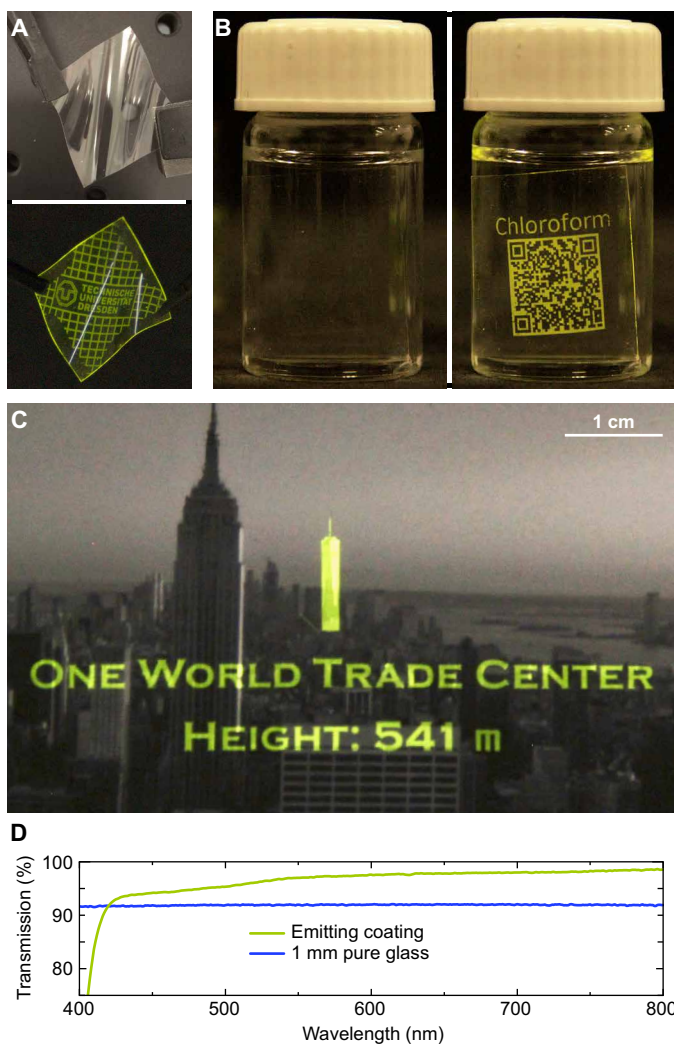 A
B
TECHNISCHE
UNIVERSITÄT
DRESDEN
Chloroform
C
1 cm
ONE WORLD TRADE CENTER
HEIGHT: 541 m
D
Transmission (%)
100
90
80
Emitting coating
1 mm pure glass
400
500
600
700
800
Wavelength (nm)